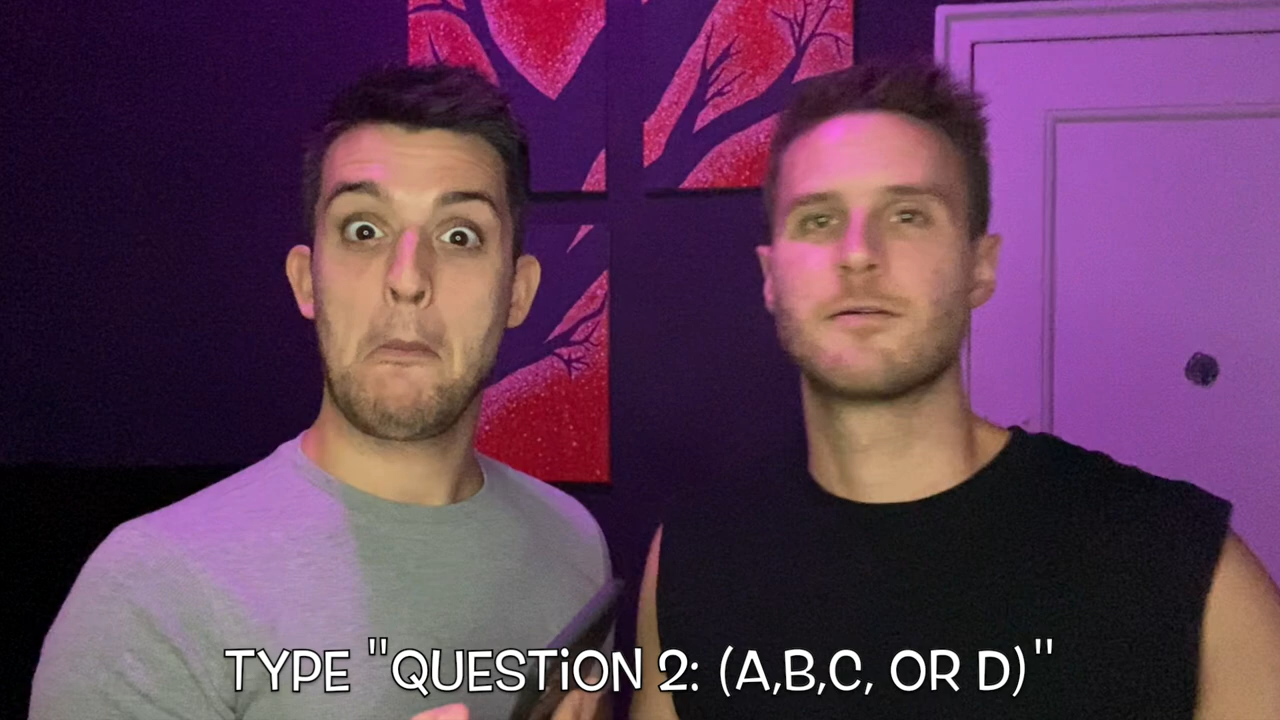 TYPE "QUESTiON 2: (A,B,C, OR D)"